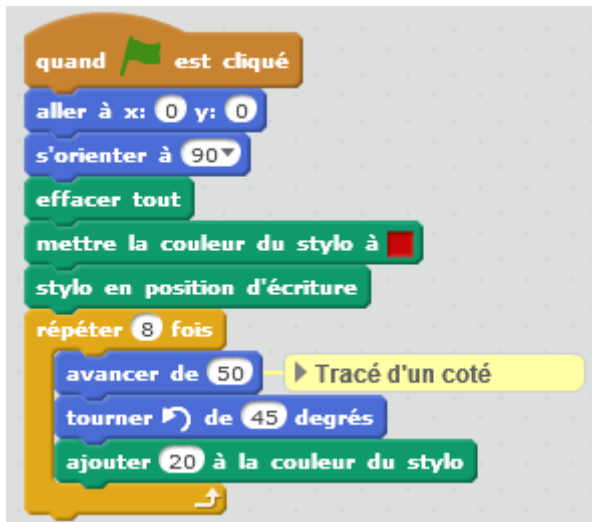 quand est cliqué
aller à x: 0 y: 0
s'orienter à 90
effacer tout
mettre la couleur du stylo à
stylo en position d'écriture
répéter 8 fois
avancer de 50 Tracé d'un coté
tourner de 45 degrés
ajouter 20 à la couleur du stylo